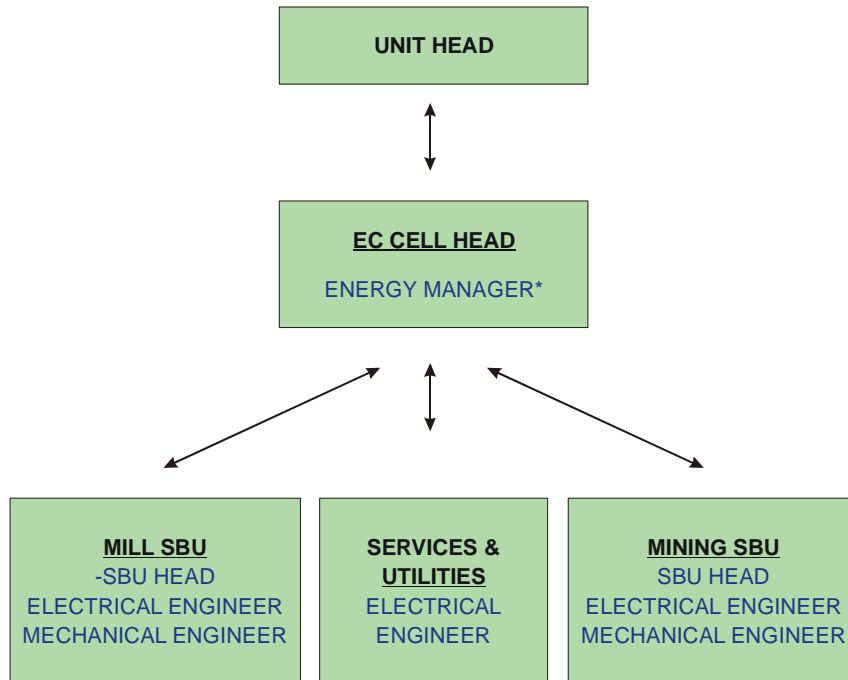 UNIT HEAD
EC CELL HEAD
ENERGY MANAGER*
MILL SBU
-SBU HEAD
ELECTRICAL ENGINEER
MECHANICAL ENGINEER
SERVICES &
UTILITIES
ELECTRICAL
ENGINEER
MINING SBU
SBU HEAD
ELECTRICAL ENGINEER
MECHANICAL ENGINEER